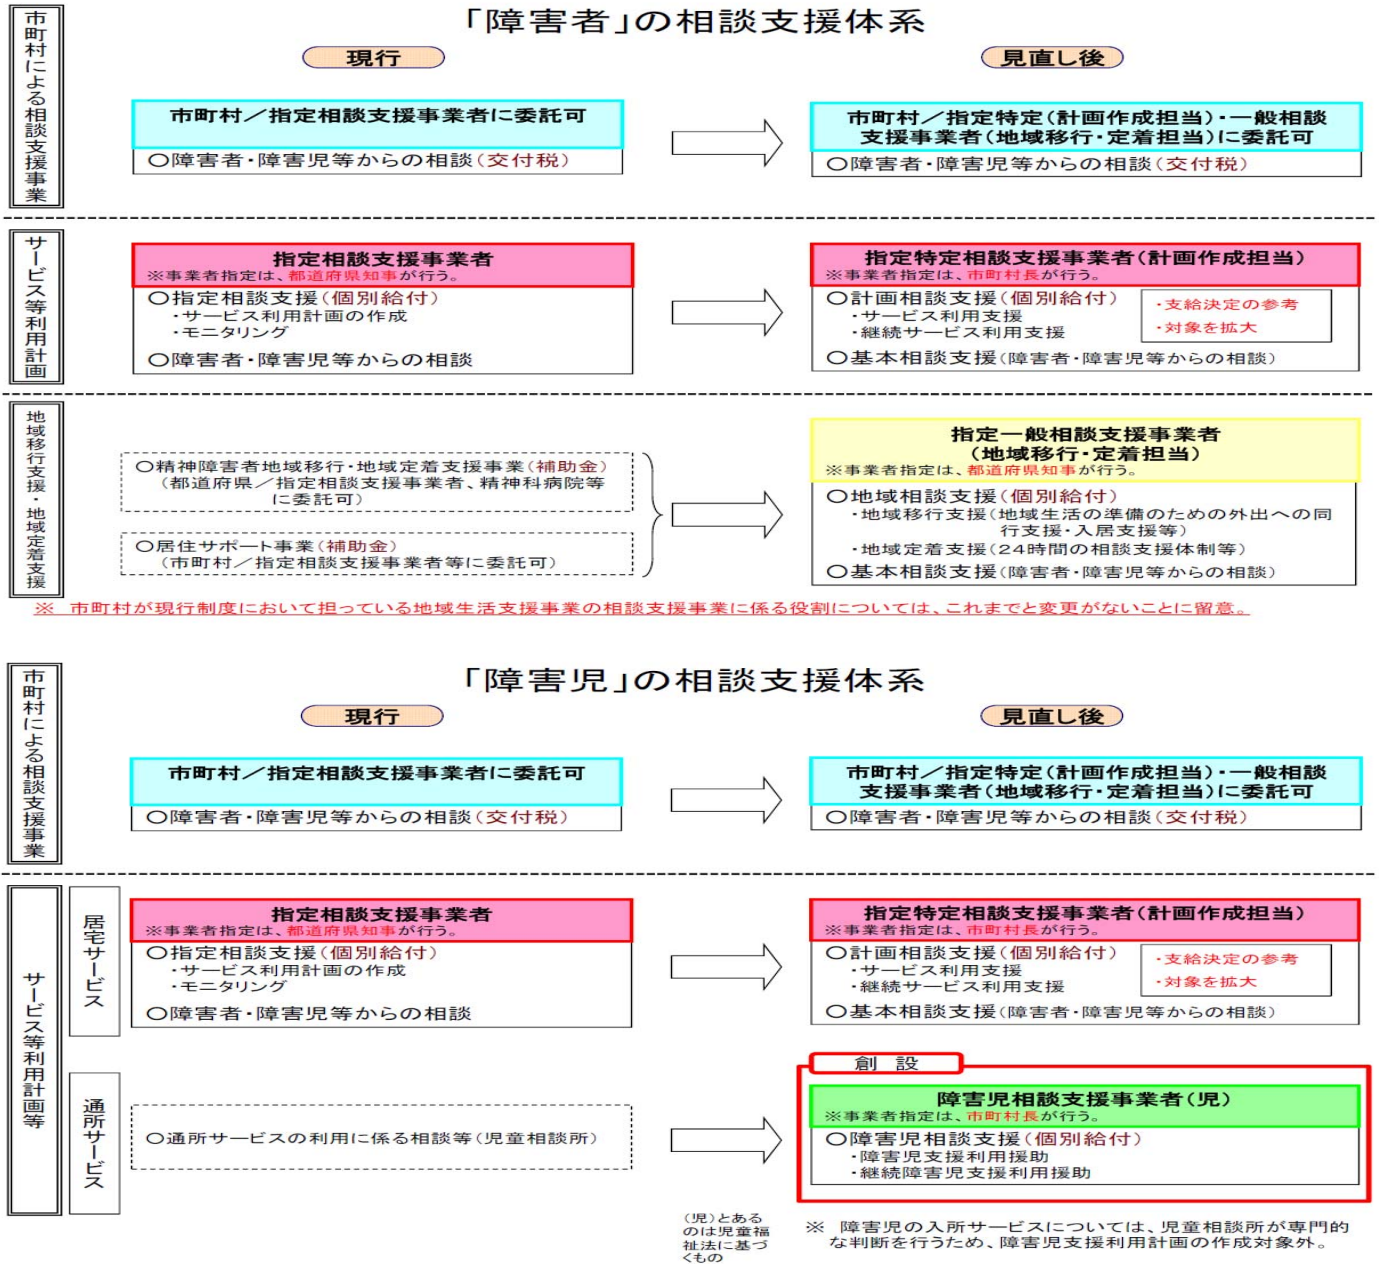 「障害者」の相談支援体系
市町村による相談支援事業
現行
見直し後
市町村／指定相談支援事業者に委託可
○障害者・障害児等からの相談(交付税)
市町村／指定特定(計画作成担当)・一般相談
支援事業者(地域移行・定着担当)に委託可
○障害者・障害児等からの相談(交付税)
サービス等利用計画
指定相談支援事業者
※事業者指定は、都道府県知事が行う。
○指定相談支援(個別給付)
・サービス利用計画の作成
・モニタリング
○障害者・障害児等からの相談
指定特定相談支援事業者(計画作成担当)
※事業者指定は、市町村長が行う。
○計画相談支援(個別給付)
・サービス利用支援
・継続サービス利用支援
・支給決定の参考
・対象を拡大
○基本相談支援(障害者・障害児等からの相談)
地域移行支援・地域定着支援
○精神障害者地域移行・地域定着支援事業(補助金)
(都道府県／指定相談支援事業者、精神科病院等
に委託可)
○居住サポート事業(補助金)
(市町村／指定相談支援事業者等に委託可)
指定一般相談支援事業者
(地域移行・定着担当)
※事業者指定は、都道府県知事が行う。
○地域相談支援(個別給付)
・地域移行支援(地域生活の準備のための外出への同
行支援・入居支援等)
・地域定着支援(24時間の相談支援体制等)
○基本相談支援(障害者・障害児等からの相談)
※ 市町村が現行制度において担っている地域生活支援事業の相談支援事業に係る役割については、これまでと変更がないことに留意。
「障害児」の相談支援体系
市町村による相談支援事業
現行
見直し後
市町村／指定相談支援事業者に委託可
○障害者・障害児等からの相談(交付税)
市町村／指定特定(計画作成担当)・一般相談
支援事業者(地域移行・定着担当)に委託可
○障害者・障害児等からの相談(交付税)
サービス等利用計画等
居宅サービス
指定相談支援事業者
※事業者指定は、都道府県知事が行う。
○指定相談支援(個別給付)
・サービス利用計画の作成
・モニタリング
○障害者・障害児等からの相談
指定特定相談支援事業者(計画作成担当)
※事業者指定は、市町村長が行う。
○計画相談支援(個別給付)
・サービス利用支援
・継続サービス利用支援
・支給決定の参考
・対象を拡大
○基本相談支援(障害者・障害児等からの相談)
通所サービス
○通所サービスの利用に係る相談等(児童相談所)
創 設
障害児相談支援事業者(児)
※事業者指定は、市町村長が行う。
○障害児相談支援(個別給付)
・障害児支援利用援助
・継続障害児支援利用援助
(児)とある
のは児童福
祉法に基づ
くもの
※ 障害児の入所サービスについては、児童相談所が専門的
な判断を行うため、障害児支援利用計画の作成対象外。